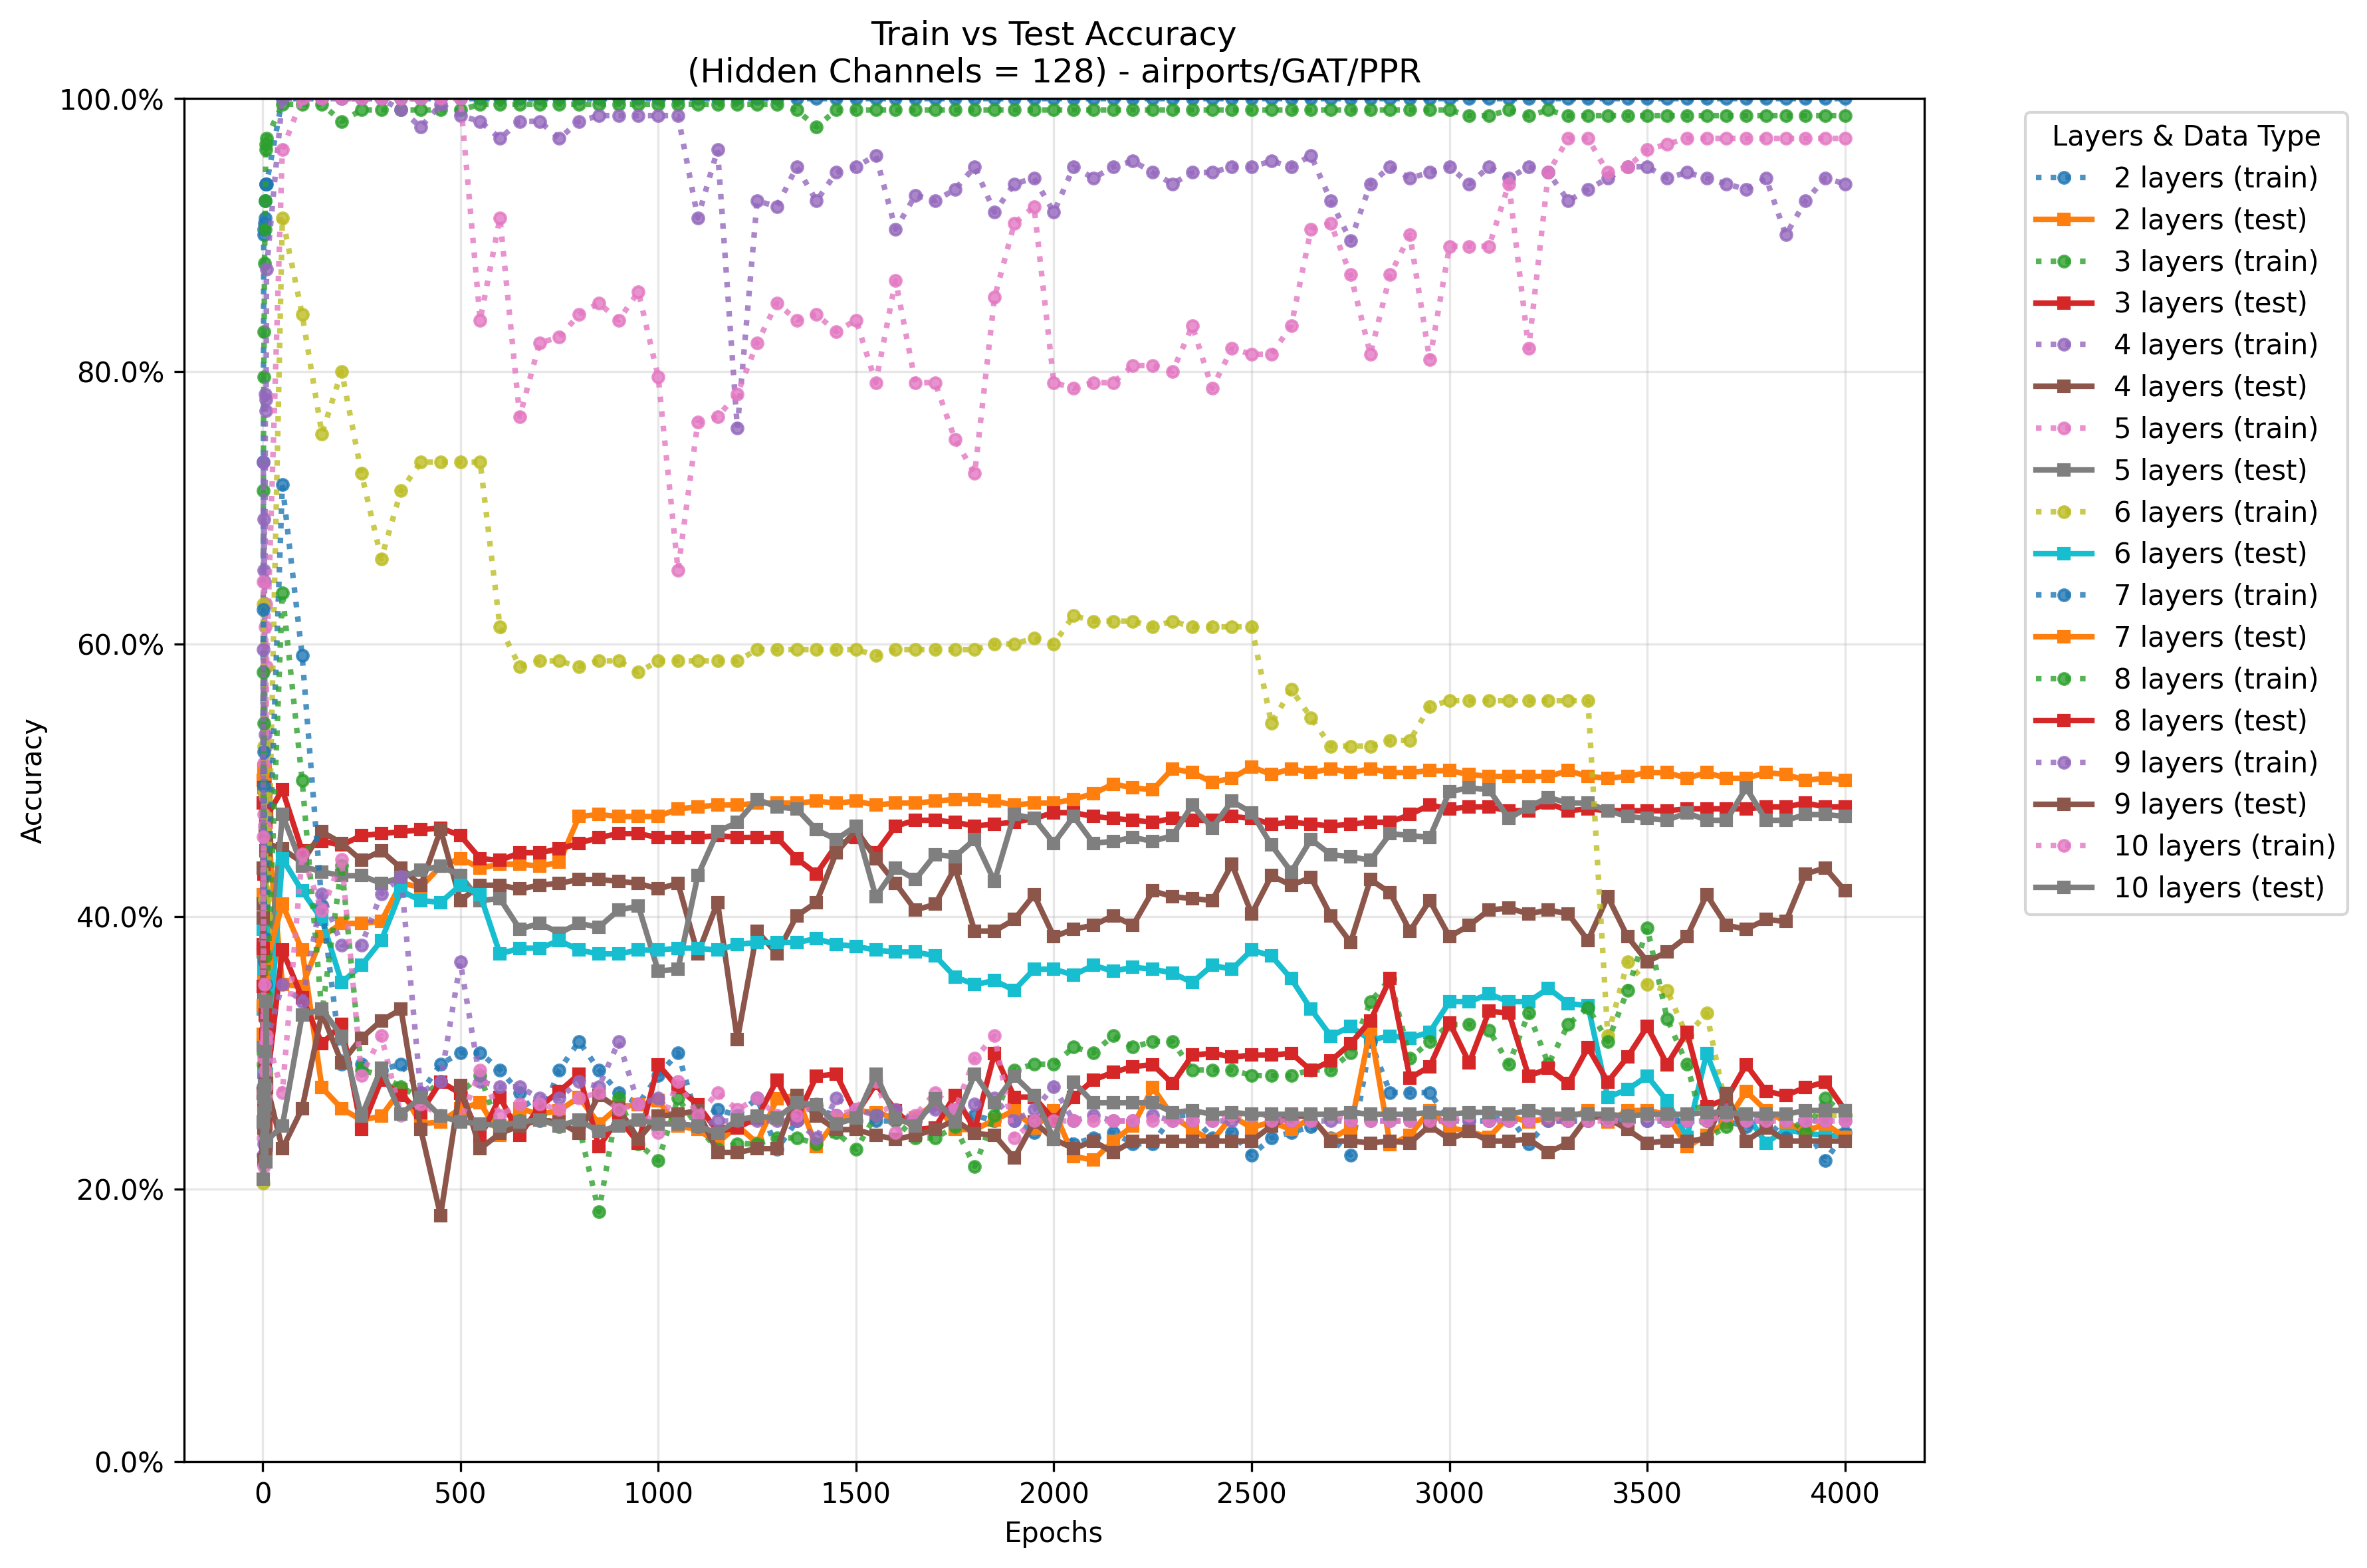 Train vs Test Accuracy
(Hidden Channels = 128) - airports/GAT/PPR
100.0%
80.0%
60.0%
40.0%
20.0%
0.0%
Accuracy
0 500 1000 1500 2000 2500 3000 3500 4000
Epochs
Layers & Data Type
2 layers (train)
2 layers (test)
3 layers (train)
3 layers (test)
4 layers (train)
4 layers (test)
5 layers (train)
5 layers (test)
6 layers (train)
6 layers (test)
7 layers (train)
7 layers (test)
8 layers (train)
8 layers (test)
9 layers (train)
9 layers (test)
10 layers (train)
10 layers (test)